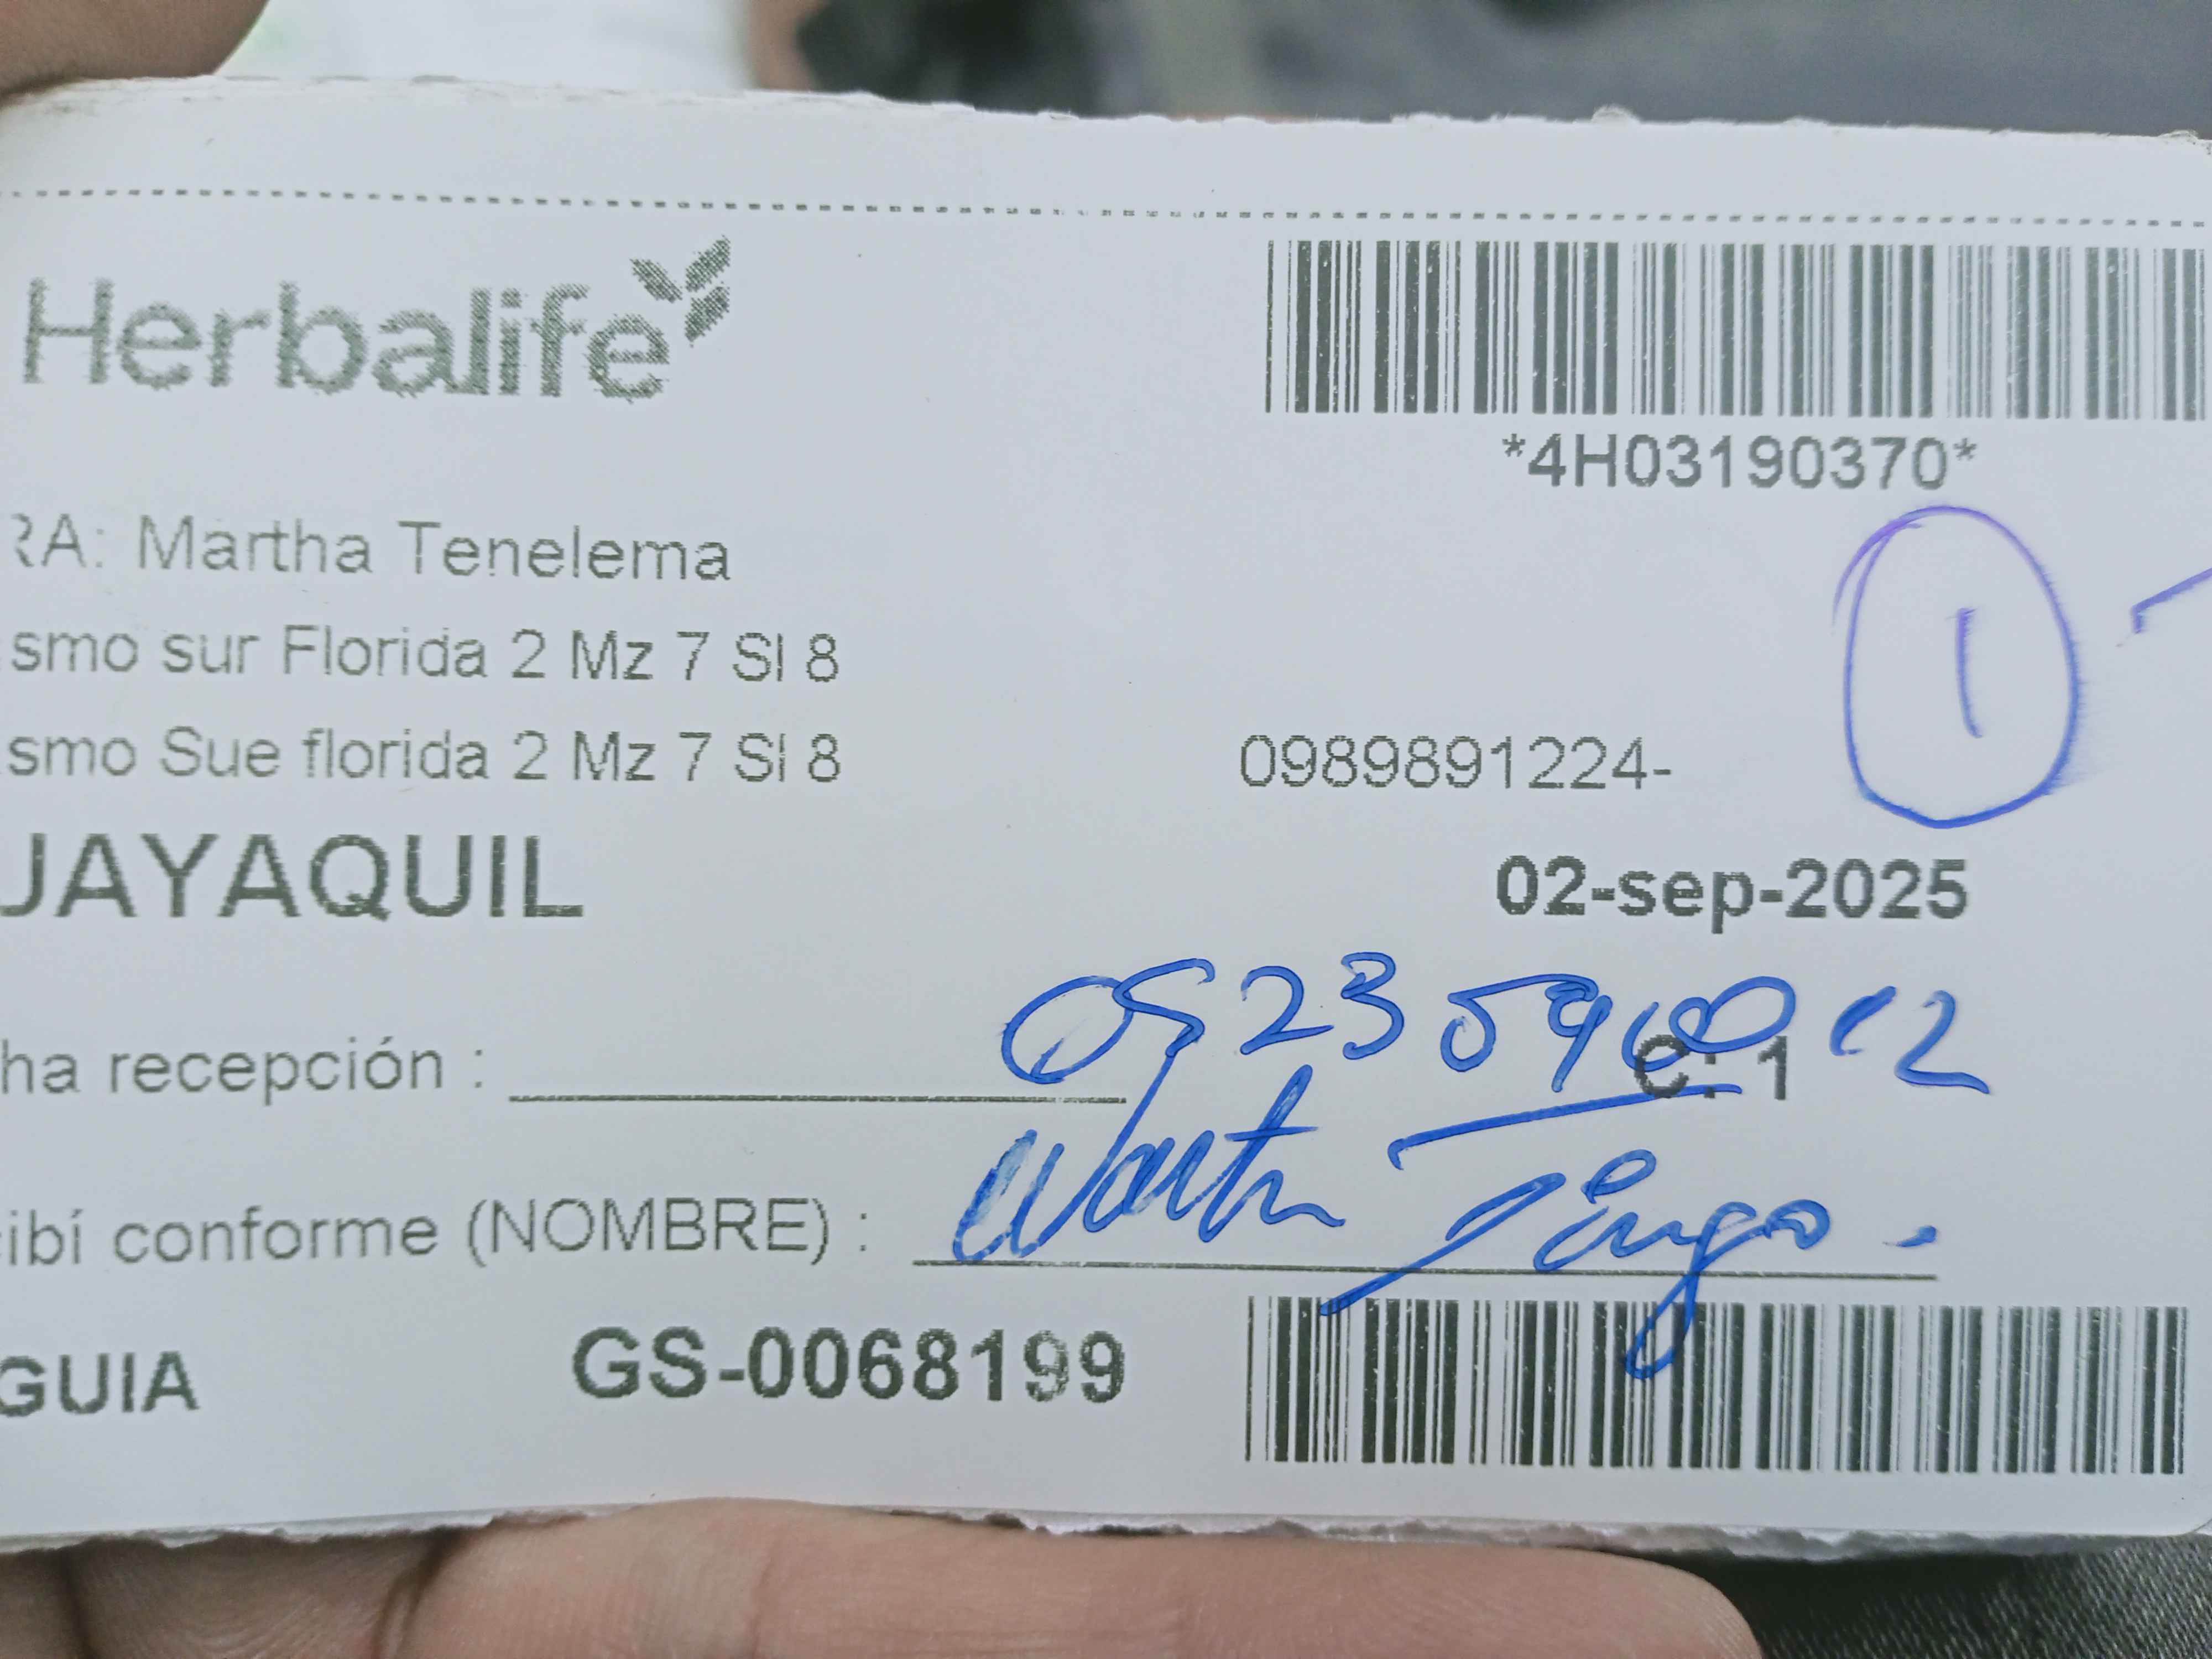 Herbalife
*4H03190370*
RA: Martha Tenelema
1
smo sur Florida 2 Mz 7 Sl 8
smo Sue florida 2 Mz 7 Sl 8
0989891224-
JAYAQUIL
02-sep-2025
ha recepción :
C: 1
ibí conforme (NOMBRE) :
GUIA
GS-0068199